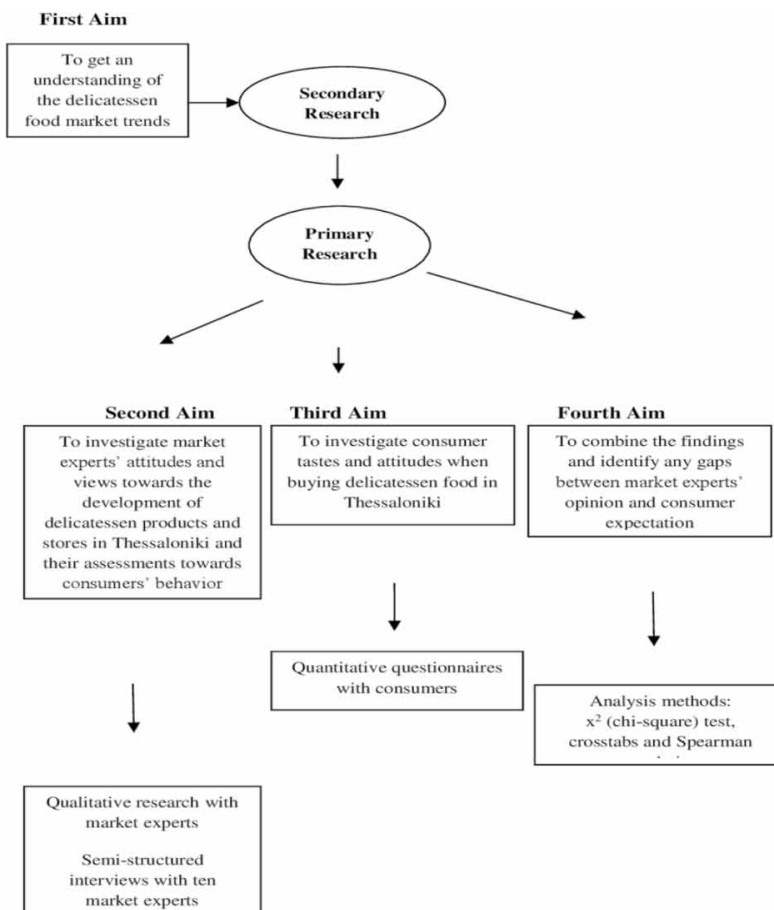 First Aim
To get an
understanding of
the delicatessen
food market trends
Secondary
Research
Primary
Research
Second Aim
To investigate market
experts' attitudes and
views towards the
development of
delicatessen products and
stores in Thessaloniki and
their assessments towards
consumers' behavior
Third Aim
To investigate consumer
tastes and attitudes when
buying delicatessen food in
Thessaloniki
Fourth Aim
To combine the findings
and identify any gaps
between market experts'
opinion and consumer
expectation
Quantitative questionnaires
with consumers
Analysis methods:
x² (chi-square) test,
crosstabs and Spearman
Qualitative research with
market experts
Semi-structured
interviews with ten
market experts